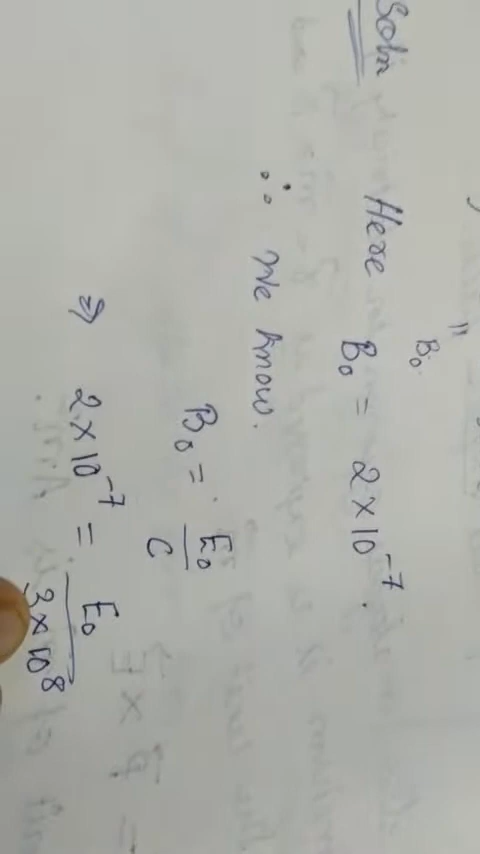 B₀
Soln
Here B₀ = 2 × 10⁻⁷.
∴ We know.
B₀ = E₀/C
⇒ 2 × 10⁻⁷ = E₀/3 × 10⁸